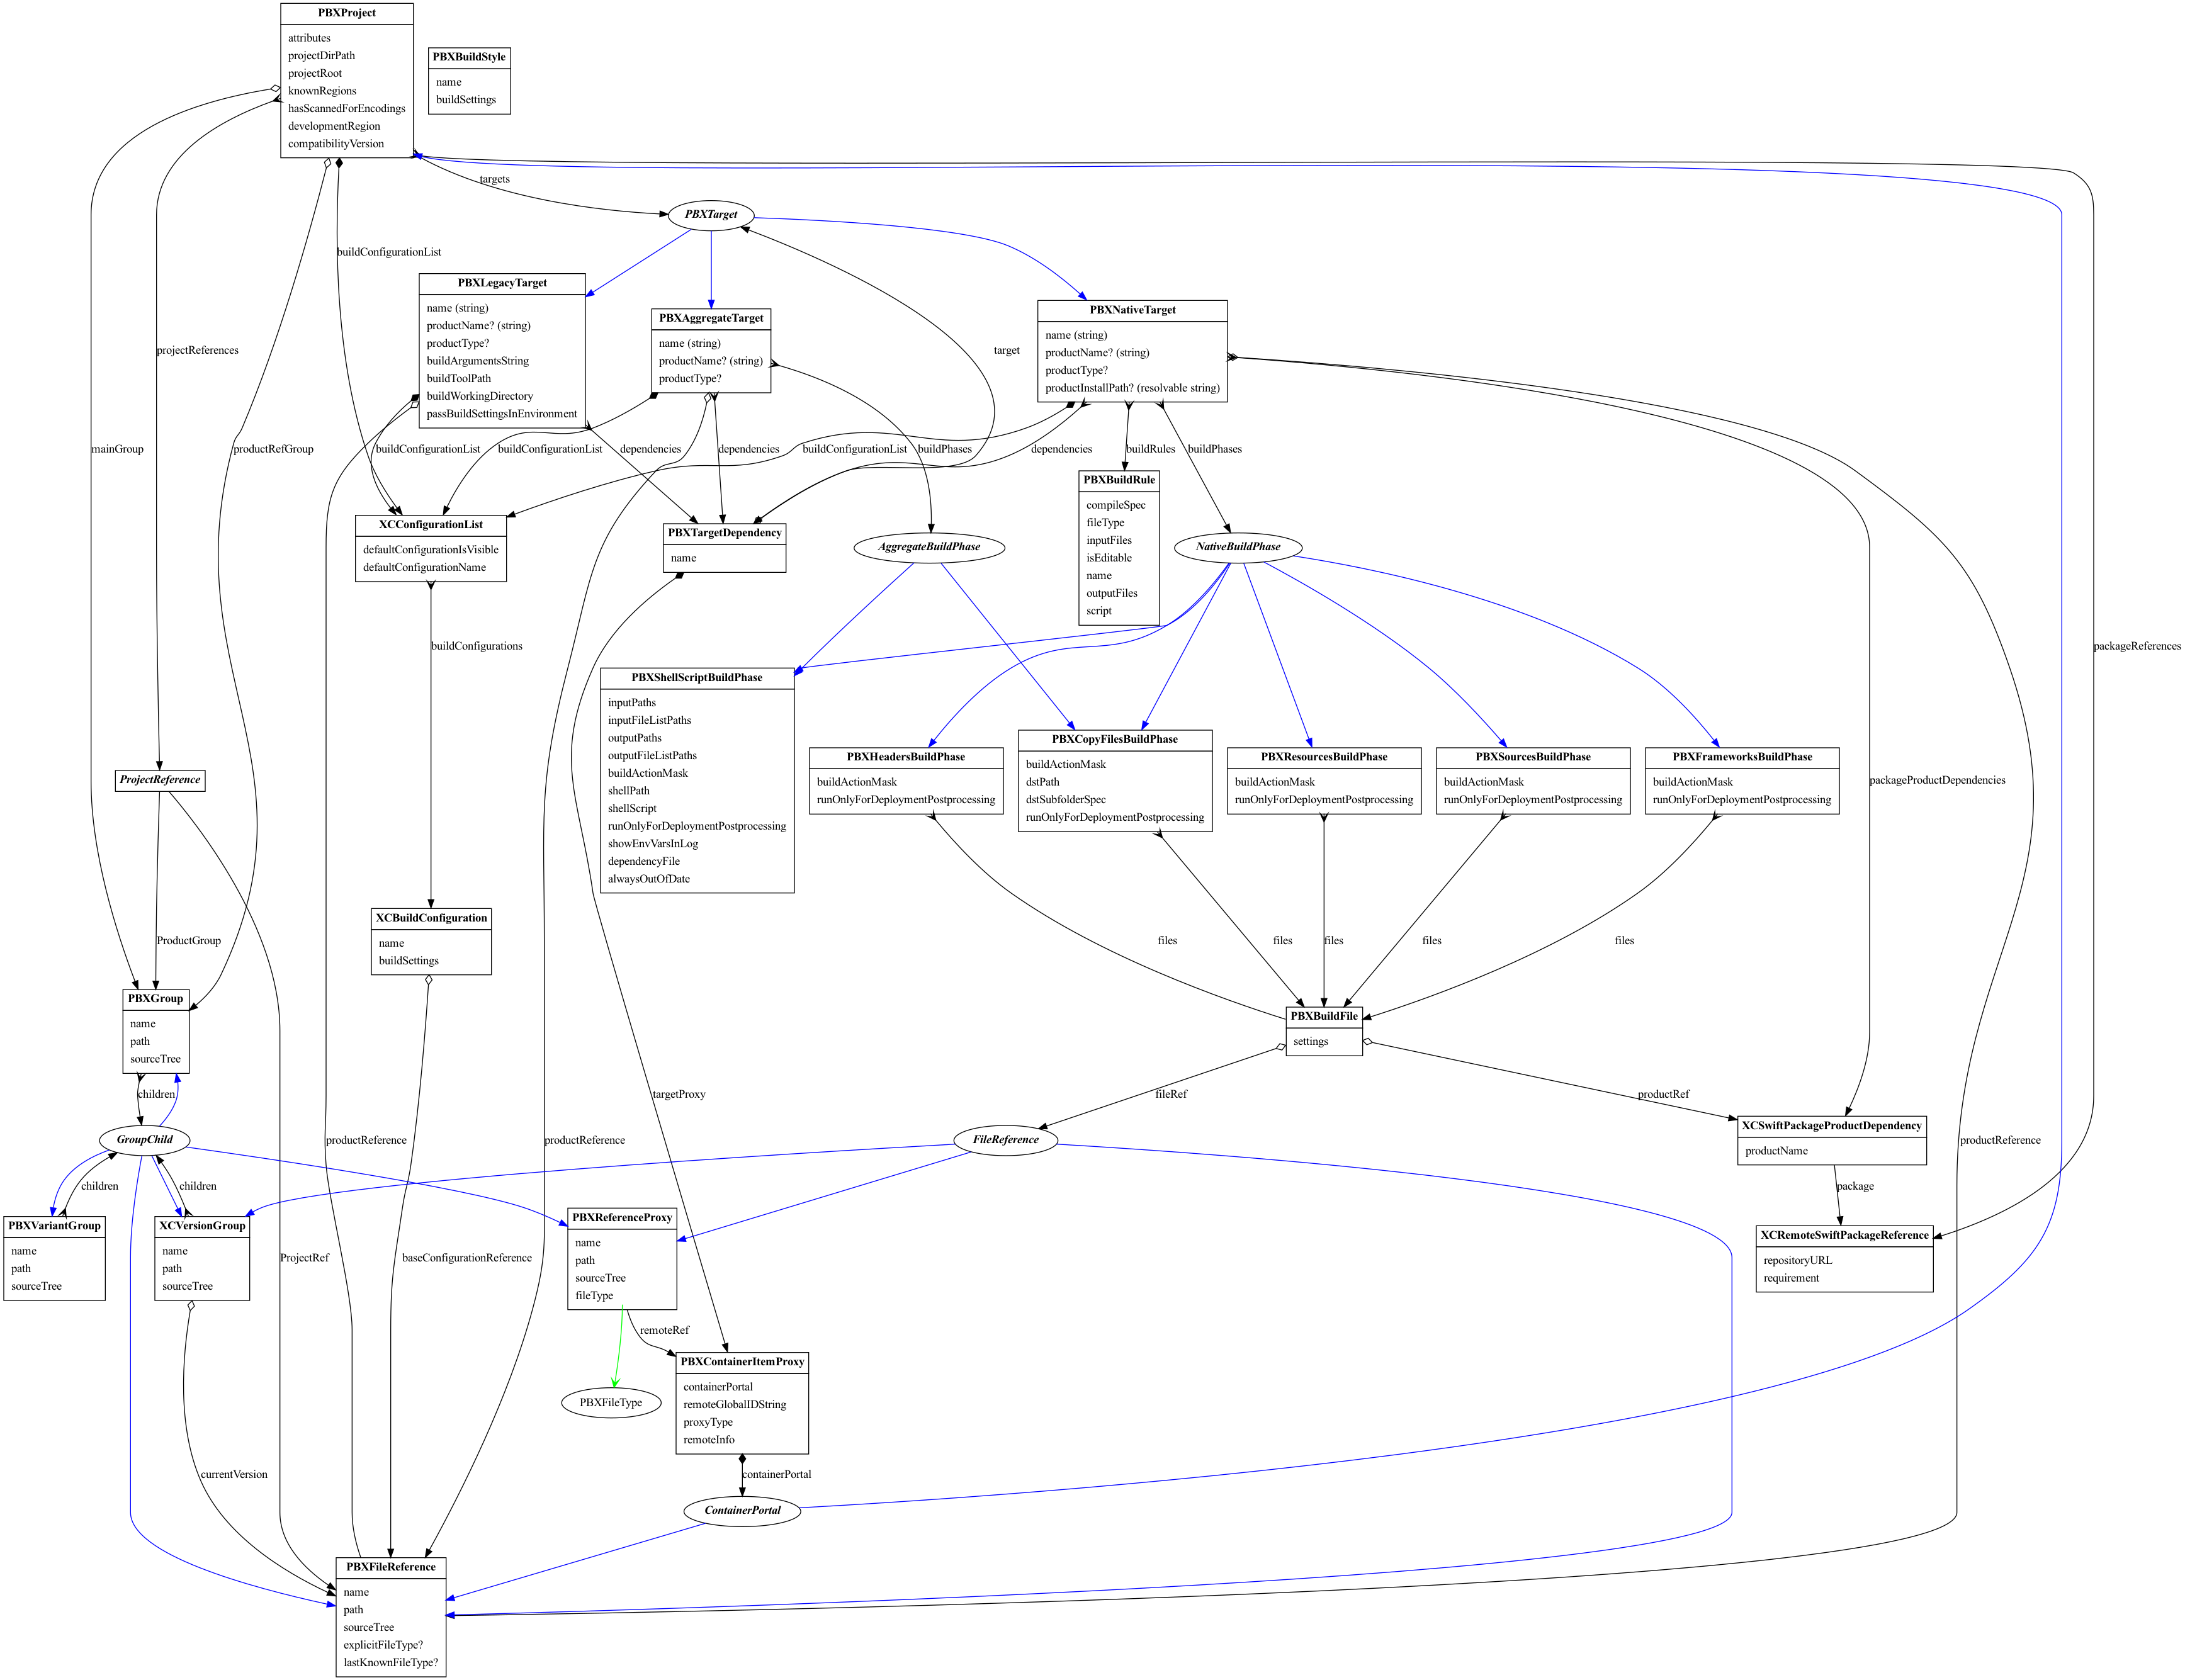 PBXProject
attributes
projectDirPath
projectRoot
knownRegions
hasScannedForEncodings
developmentRegion
compatibilityVersion
PBXBuildStyle
name
buildSettings
targets
PBXTarget
buildConfigurationList
PBXLegacyTarget
name (string)
productName? (string)
productType?
buildArgumentsString
buildToolPath
buildWorkingDirectory
passBuildSettingsInEnvironment
PBXAggregateTarget
name (string)
productName? (string)
productType?
target
PBXNativeTarget
name (string)
productName? (string)
productType?
productInstallPath? (resolvable string)
projectReferences
mainGroup
productRefGroup
buildConfigurationList
buildConfigurationList
dependencies
dependencies
buildConfigurationList
buildPhases
dependencies
buildRules
buildPhases
XCConfigurationList
defaultConfigurationIsVisible
defaultConfigurationName
PBXTargetDependency
name
AggregateBuildPhase
PBXBuildRule
compileSpec
fileType
inputFiles
isEditable
name
outputFiles
script
NativeBuildPhase
buildConfigurations
packageReferences
PBXShellScriptBuildPhase
inputPaths
inputFileListPaths
outputPaths
outputFileListPaths
buildActionMask
shellPath
shellScript
runOnlyForDeploymentPostprocessing
showEnvVarsInLog
dependencyFile
alwaysOutOfDate
PBXHeadersBuildPhase
buildActionMask
runOnlyForDeploymentPostprocessing
PBXCopyFilesBuildPhase
buildActionMask
dstPath
dstSubfolderSpec
runOnlyForDeploymentPostprocessing
PBXResourcesBuildPhase
buildActionMask
runOnlyForDeploymentPostprocessing
PBXSourcesBuildPhase
buildActionMask
runOnlyForDeploymentPostprocessing
PBXFrameworksBuildPhase
buildActionMask
runOnlyForDeploymentPostprocessing
packageProductDependencies
ProjectReference
XCBuildConfiguration
name
buildSettings
ProductGroup
files
files
files
files
files
PBXGroup
name
path
sourceTree
PBXBuildFile
settings
children
targetProxy
fileRef
productRef
GroupChild
productReference
productReference
FileReference
XCSwiftPackageProductDependency
productName
productReference
children
children
package
PBXVariantGroup
name
path
sourceTree
XCVersionGroup
name
path
sourceTree
ProjectRef
baseConfigurationReference
PBXReferenceProxy
name
path
sourceTree
fileType
XCRemoteSwiftPackageReference
repositoryURL
requirement
remoteRef
PBXFileType
PBXContainerItemProxy
containerPortal
remoteGlobalIDString
proxyType
remoteInfo
currentVersion
containerPortal
ContainerPortal
PBXFileReference
name
path
sourceTree
explicitFileType?
lastKnownFileType?